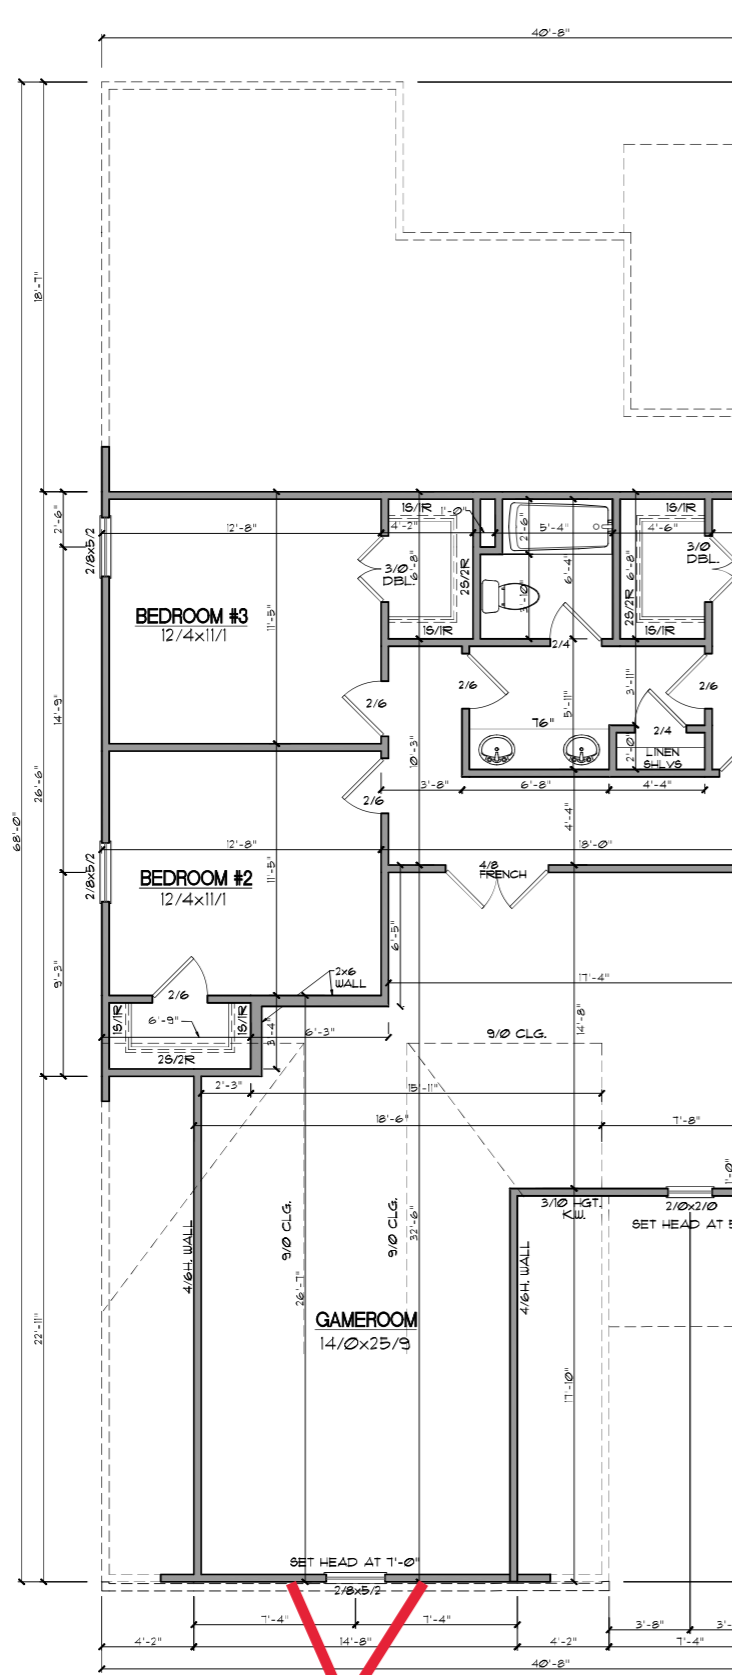 40'-8"
18'-7"
1S/1R
1S/1R
2'-6"
2/8x5/2
12'-8"
4'-2"
1'-0"
2'-6"
5'-4"
4'-6"
3/0
DBL.
3/0
DBL.
6'-8"
2S/2R
6'-4"
6'-8"
2S/2R
3'-10"
BEDROOM #3
12/4x11/1
11'-5"
1S/1R
1S/1R
2/4
2/6
2/6
2/6
3'-11"
5'-11"
14'-9"
76"
2/4
10'-3"
2'-0"
LINEN
SHLVS
26'-6"
68'-0"
2/6
3'-8"
6'-8"
4'-4"
4'-4"
12'-8"
18'-0"
2/8x5/2
4/8
FRENCH
BEDROOM #2
12/4x11/1
11'-5"
6'-5"
9'-3"
2x6
WALL
17'-4"
2/6
1S/1R
6'-9"
1S/1R
14'-8"
3'-4"
6'-3"
9/0 CLG.
2S/2R
2'-3"
15'-11"
18'-6"
7'-8"
1'-0"
3/10 HGT.
K.W.
2/0x2/0
SET HEAD AT 5
9/0 CLG.
9/0 CLG.
32'-6"
4/6H. WALL
4/6H. WALL
26'-7"
GAMEROOM
14/0x25/9
22'-11"
17'-10"
SET HEAD AT 7'-0"
2/8x5/2
7'-4"
7'-4"
3'-8"
3'-
4'-2"
14'-8"
4'-2"
7'-4"
40'-8"